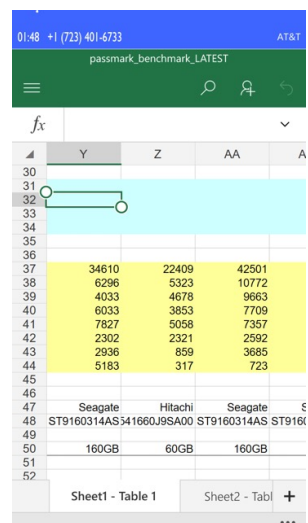 01:48 +1 (723) 401-6733 AT&T
passmark_benchmark_LATEST
fx
Y Z AA
30
31
32
33
34
35
36
37 34610 22409 42501
38 6296 5323 10772
39 4033 4678 9663
40 6033 3853 7709
41 7827 5058 7357
42 2302 2321 2592
43 2936 859 3685
44 5183 317 723
45
46
47 Seagate Hitachi Seagate
48 ST9160314AS 541660J9SA00 ST9160314AS ST9160
49
50 160GB 60GB 160GB
51
52
Sheet1 - Table 1 Sheet2 - Tabl +